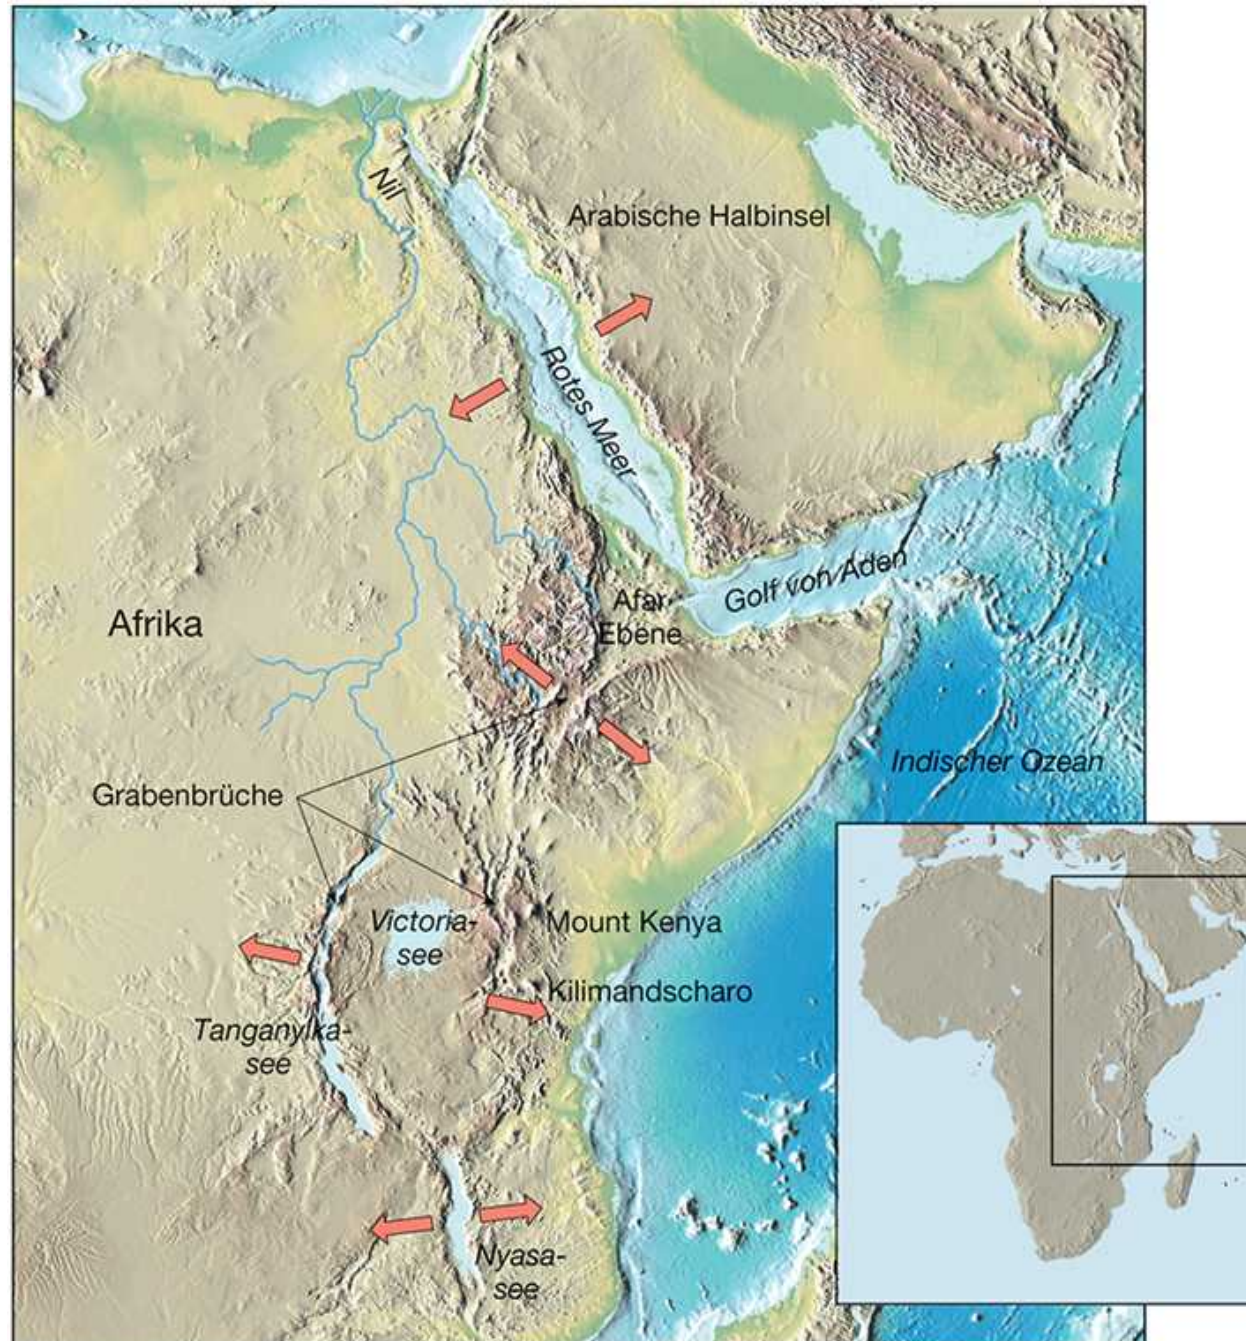 Nil
Arabische Halbinsel
Rotes Meer
Golf von Aden
Afar-
Ebene
Afrika
Indischer Ozean
Grabenbrüche
Victoria-
see
Mount Kenya
Kilimandscharo
Tanganyika-
see
Nyasa-
see